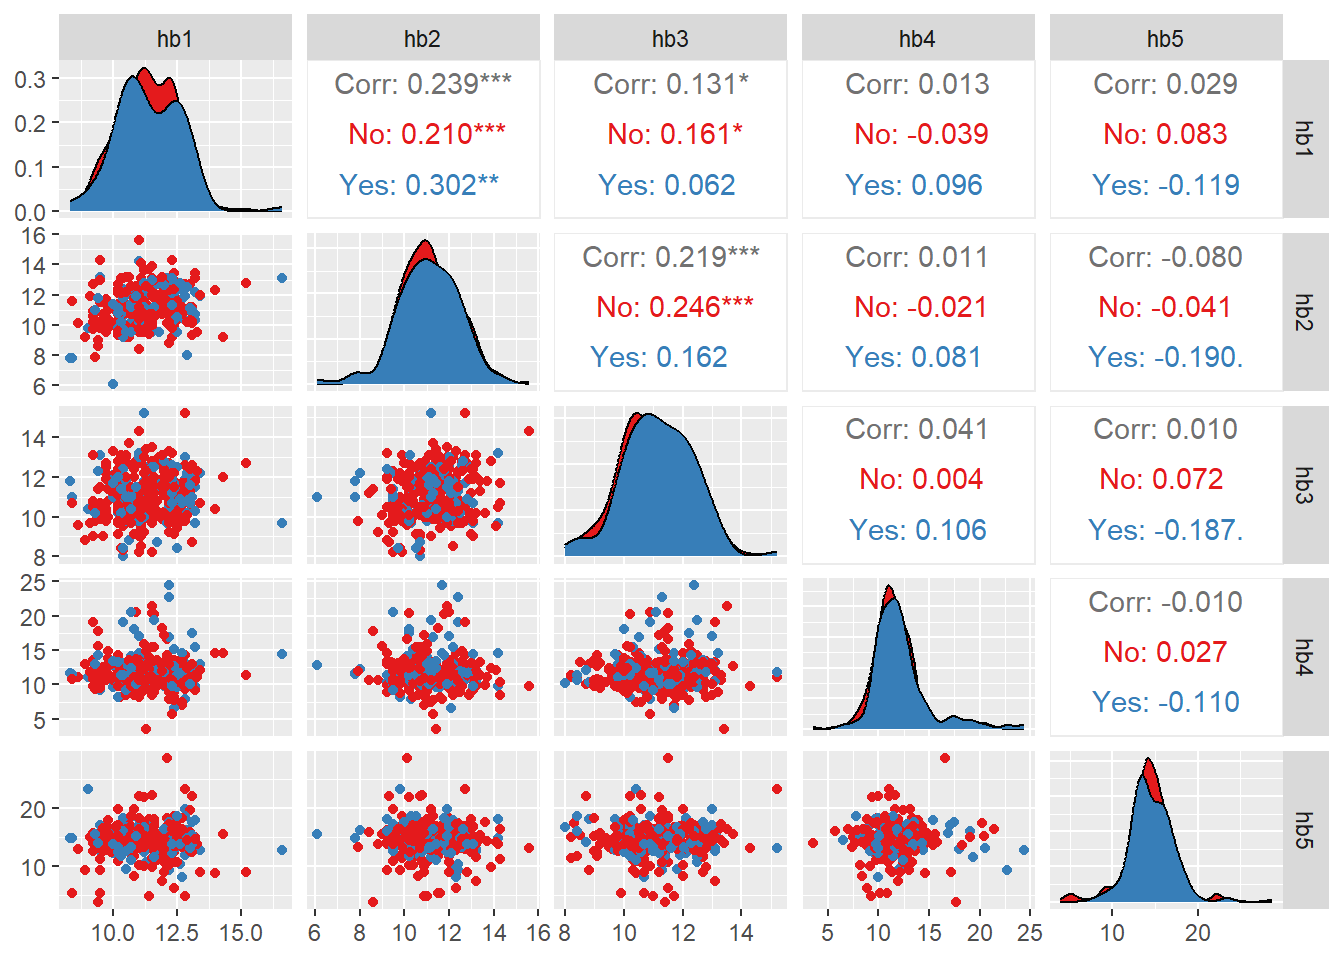 hb1 hb2 hb3 hb4 hb5
0.3
0.2
0.1
0.0
Corr: 0.239***
No: 0.210***
Yes: 0.302**
Corr: 0.131*
No: 0.161*
Yes: 0.062
Corr: 0.013
No: -0.039
Yes: 0.096
Corr: 0.029
No: 0.083
Yes: -0.119
hb1
16
14
12
10
8
6
Corr: 0.219***
No: 0.246***
Yes: 0.162
Corr: 0.011
No: -0.021
Yes: 0.081
Corr: -0.080
No: -0.041
Yes: -0.190.
hb2
14
12
10
8
Corr: 0.041
No: 0.004
Yes: 0.106
Corr: 0.010
No: 0.072
Yes: -0.187.
hb3
25
20
15
10
5
Corr: -0.010
No: 0.027
Yes: -0.110
hb4
20
10
hb5
10.0 12.5 15.0 6 8 10 12 14 16 8 10 12 14 5 10 15 20 25 10 20